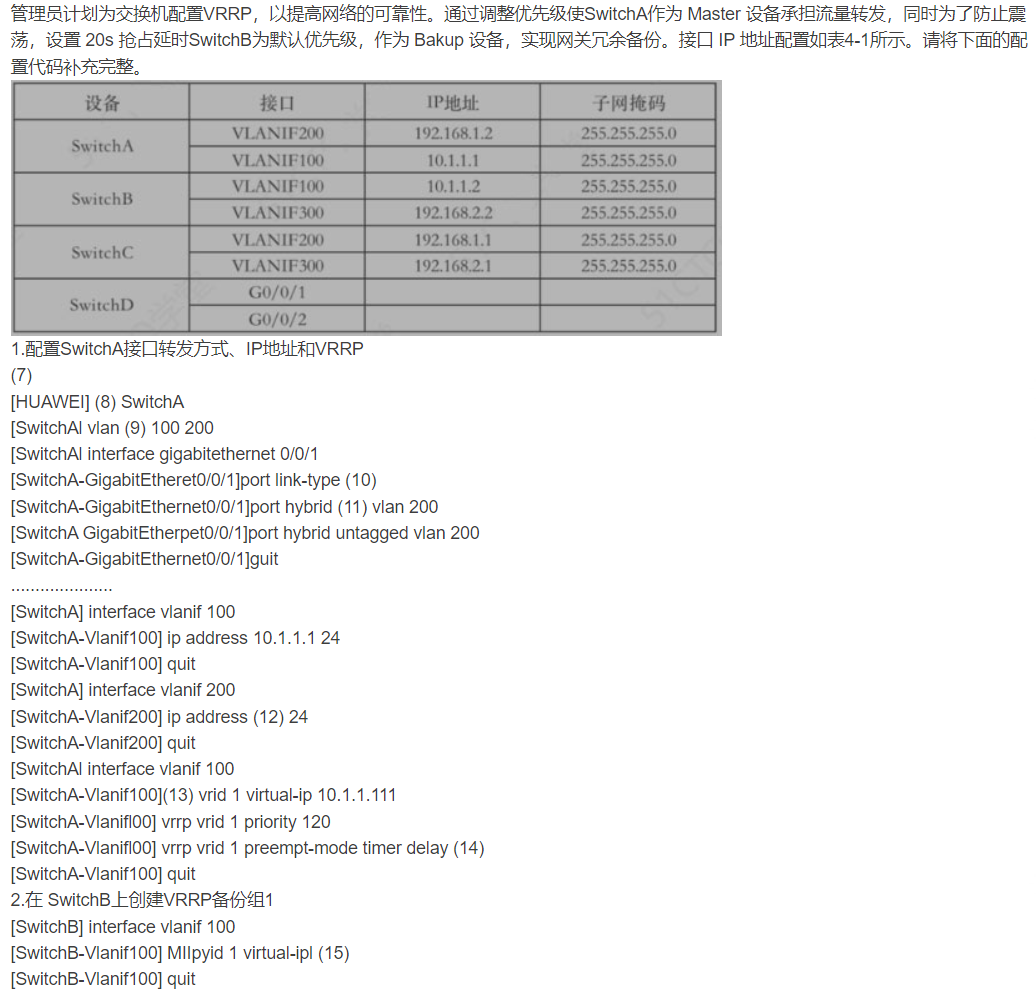 管理员计划为交换机配置VRRP，以提高网络的可靠性。通过调整优先级使SwitchA作为 Master 设备承担流量转发，同时为了防止震
荡，设置 20s 抢占延时SwitchB为默认优先级，作为 Bakup 设备，实现网关冗余备份。接口 IP 地址配置如表4-1所示。请将下面的配
置代码补充完整。
设备 接口 IP地址 子网掩码
SwitchA VLANIF200 192.168.1.2 255.255.255.0
VLANIF100 10.1.1.1 255.255.255.0
SwitchB VLANIF100 10.1.1.2 255.255.255.0
VLANIF300 192.168.2.2 255.255.255.0
SwitchC VLANIF200 192.168.1.1 255.255.255.0
VLANIF300 192.168.2.1 255.255.255.0
SwitchD G0/0/1
G0/0/2
1.配置SwitchA接口转发方式、IP地址和VRRP
(7)
[HUAWEI] (8) SwitchA
[SwitchAl vlan (9) 100 200
[SwitchAl interface gigabitethernet 0/0/1
[SwitchA-GigabitEtheret0/0/1]port link-type (10)
[SwitchA-GigabitEthernet0/0/1]port hybrid (11) vlan 200
[SwitchA GigabitEtherpet0/0/1]port hybrid untagged vlan 200
[SwitchA-GigabitEthernet0/0/1]guit
.....................
[SwitchA] interface vlanif 100
[SwitchA-Vlanif100] ip address 10.1.1.1 24
[SwitchA-Vlanif100] quit
[SwitchA] interface vlanif 200
[SwitchA-Vlanif200] ip address (12) 24
[SwitchA-Vlanif200] quit
[SwitchAl interface vlanif 100
[SwitchA-Vlanif100](13) vrid 1 virtual-ip 10.1.1.111
[SwitchA-Vlanifl00] vrrp vrid 1 priority 120
[SwitchA-Vlanifl00] vrrp vrid 1 preempt-mode timer delay (14)
[SwitchA-Vlanif100] quit
2.在 SwitchB上创建VRRP备份组1
[SwitchB] interface vlanif 100
[SwitchB-Vlanif100] MIIpyid 1 virtual-ipl (15)
[SwitchB-Vlanif100] quit